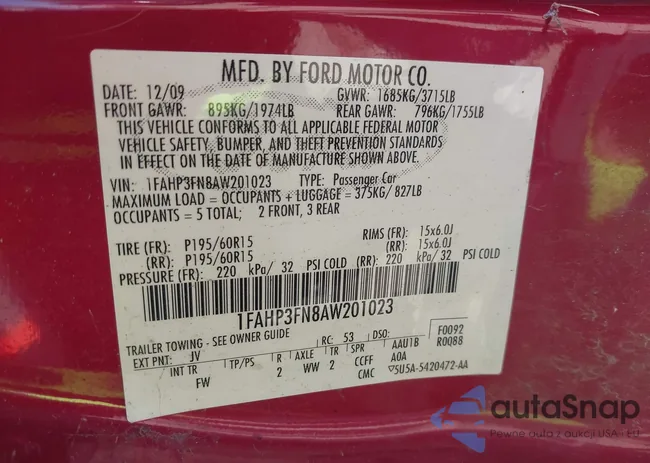 MFD. BY FORD MOTOR CO.
DATE: 12/09 GVWR: 1685KG/3715LB
FRONT GAWR: 895KG/1974LB REAR GAWR: 796KG/1755LB
THIS VEHICLE CONFORMS TO ALL APPLICABLE FEDERAL MOTOR
VEHICLE SAFETY, BUMPER, AND THEFT PREVENTION STANDARDS
IN EFFECT ON THE DATE OF MANUFACTURE SHOWN ABOVE.
VIN: 1FAHP3FN8AW201023 TYPE: Passenger Car
MAXIMUM LOAD = OCCUPANTS + LUGGAGE = 375KG/ 827LB
OCCUPANTS = 5 TOTAL; 2 FRONT, 3 REAR
TIRE (FR): P195/60R15 RIMS (FR): 15x6.0J
(RR): P195/60R15 (RR): 15x6.0J
PRESSURE (FR): 220 kPa/ 32 PSI COLD (RR): 220 kPa/ 32 PSI COLD
1FAHP3FN8AW201023
TRAILER TOWING - SEE OWNER GUIDE F0092
EXT PNT: JV RC: 53 DSO: AAU1B R0088
INT TR TP/PS R AXLE TR SPR AOA
FW 2 WW 2 CCFF 5U5A-5420472-AA
CMC
autaSnap
Pewne auta z aukcji USA i EU